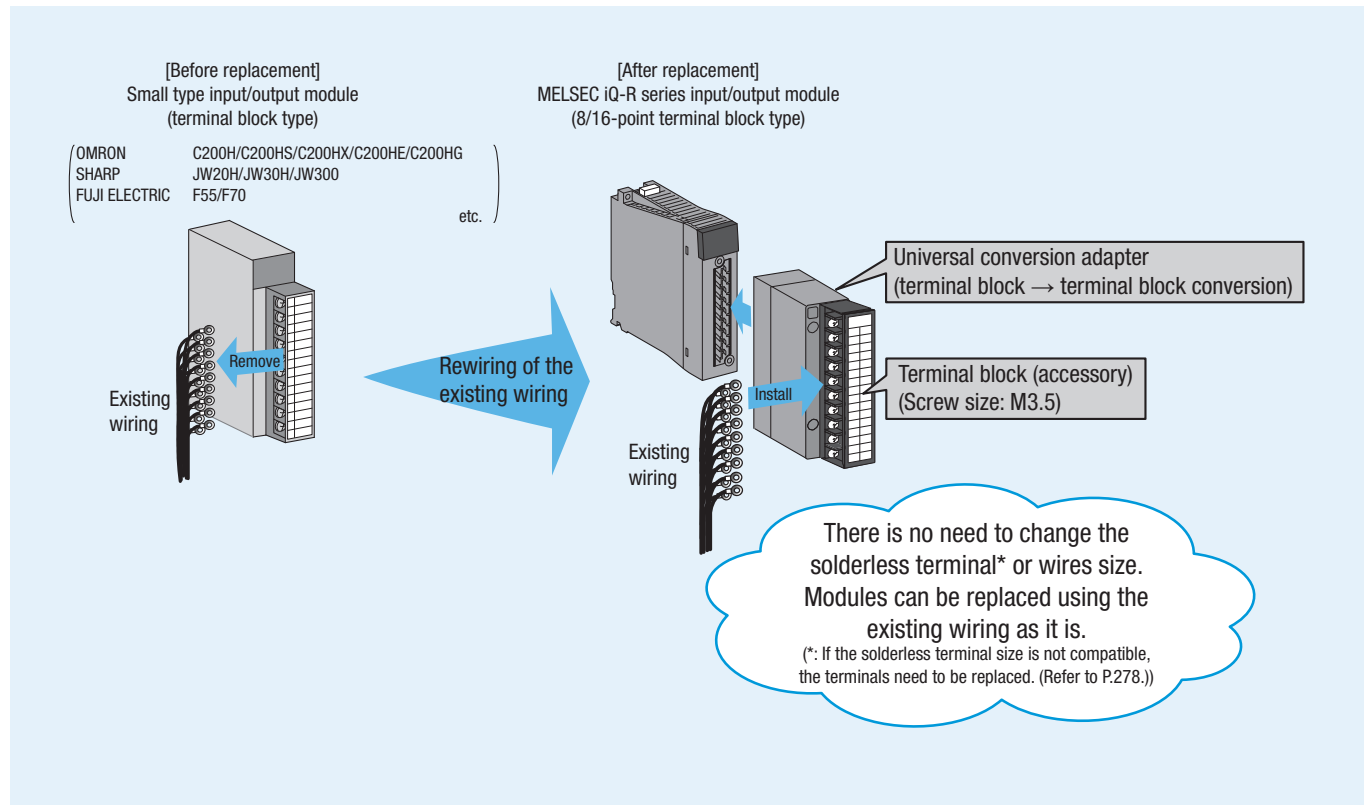 [Before replacement]
Small type input/output module
(terminal block type)
OMRON C200H/C200HS/C200HX/C200HE/C200HG
SHARP JW20H/JW30H/JW300
FUJI ELECTRIC F55/F70
etc.
Remove
Existing
wiring
Rewiring of the
existing wiring
[After replacement]
MELSEC iQ-R series input/output module
(8/16-point terminal block type)
Universal conversion adapter
(terminal block → terminal block conversion)
Terminal block (accessory)
(Screw size: M3.5)
Install
Existing
wiring
There is no need to change the
solderless terminal* or wires size.
Modules can be replaced using the
existing wiring as it is.
(*: If the solderless terminal size is not compatible,
the terminals need to be replaced. (Refer to P.278.))